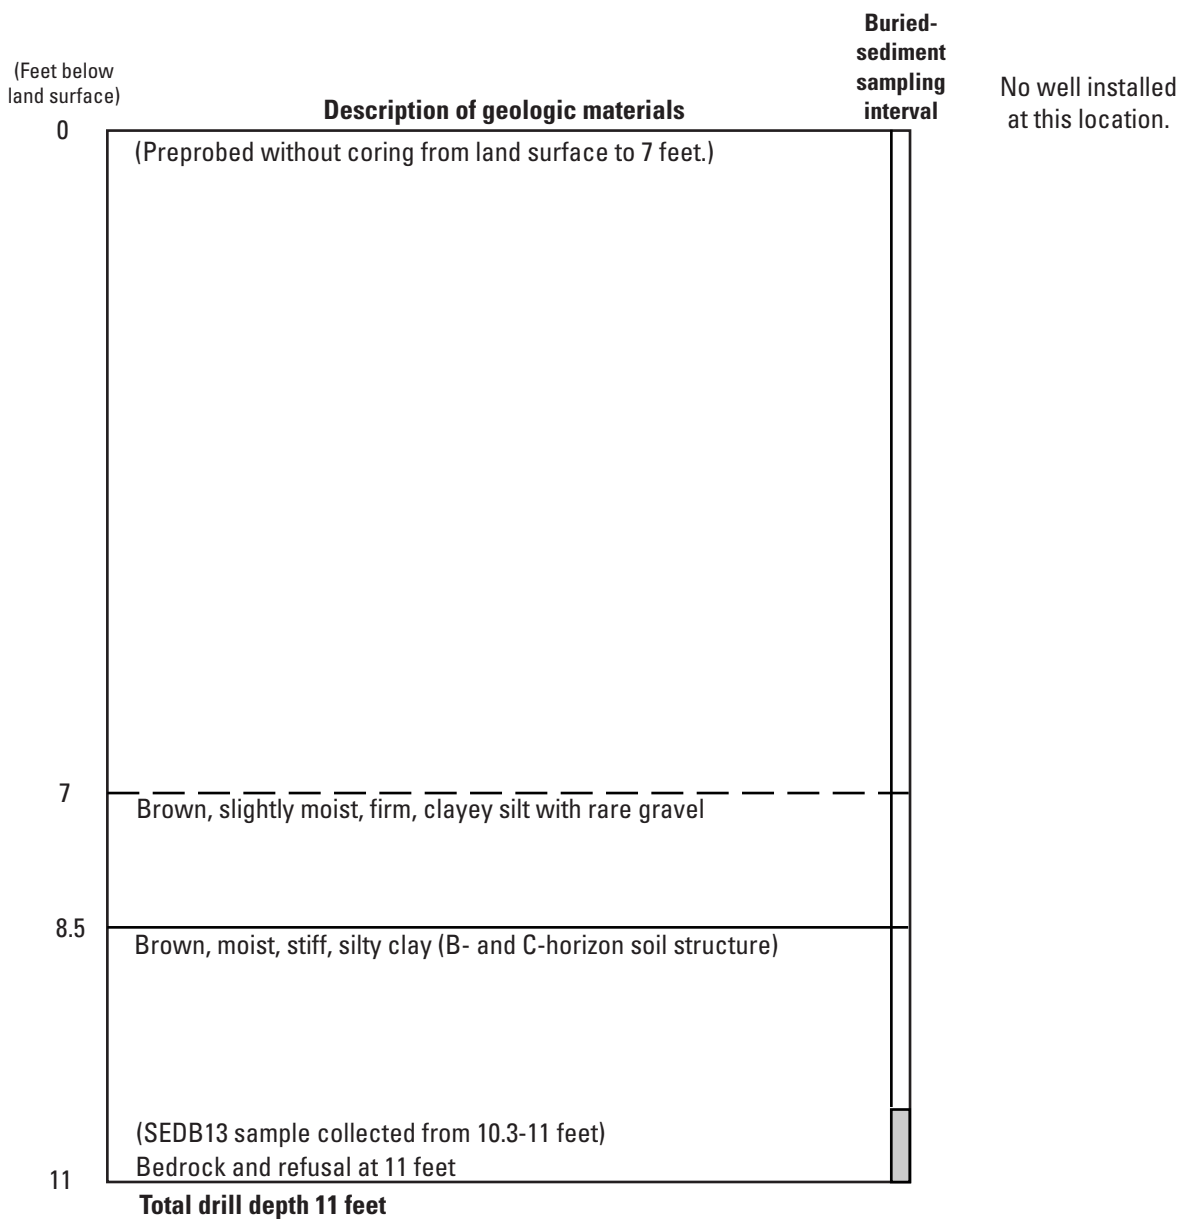 (Feet below
land surface)
Description of geologic materials
Buried-
sediment
sampling
interval
No well installed
at this location.
0
(Preprobed without coring from land surface to 7 feet.)
7
Brown, slightly moist, firm, clayey silt with rare gravel
8.5
Brown, moist, stiff, silty clay (B- and C-horizon soil structure)
(SEDB13 sample collected from 10.3-11 feet)
Bedrock and refusal at 11 feet
11
Total drill depth 11 feet